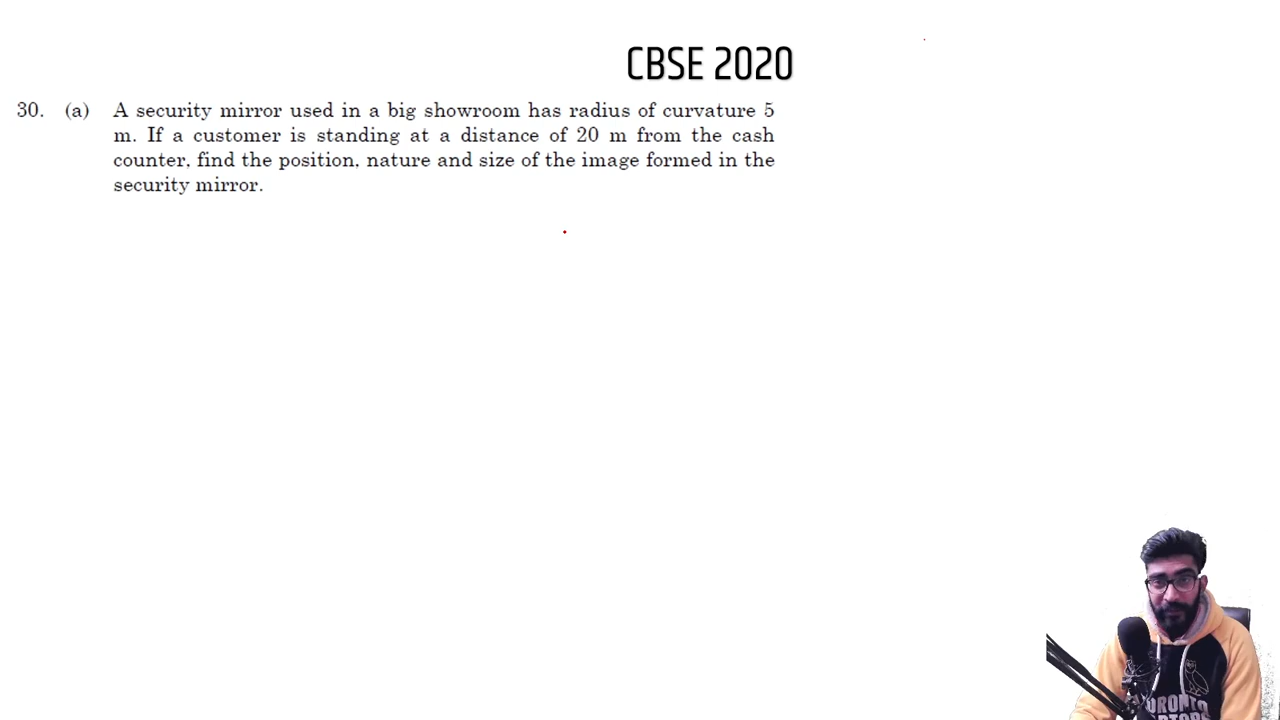 CBSE 2020
30. (a) A security mirror used in a big showroom has radius of curvature 5
m. If a customer is standing at a distance of 20 m from the cash
counter, find the position, nature and size of the image formed in the
security mirror.